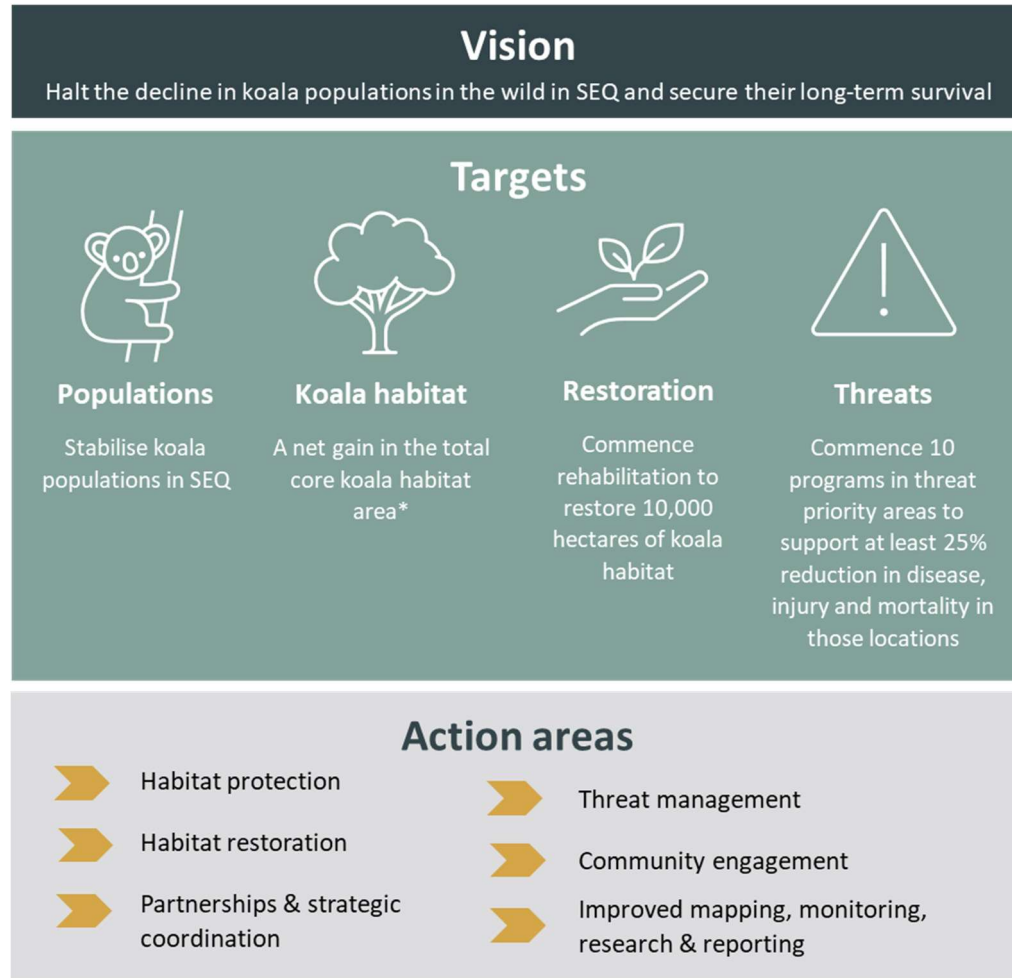 Vision
Halt the decline in koala populations in the wild in SEQ and secure their long-term survival
Targets
Populations
Stabilise koala
populations in SEQ
Koala habitat
A net gain in the total
core koala habitat
area*
Restoration
Commence
rehabilitation to
restore 10,000
hectares of koala
habitat
Threats
Commence 10
programs in threat
priority areas to
support at least 25%
reduction in disease,
injury and mortality in
those locations
Action areas
Habitat protection
Habitat restoration
Partnerships & strategic
coordination
Threat management
Community engagement
Improved mapping, monitoring,
research & reporting